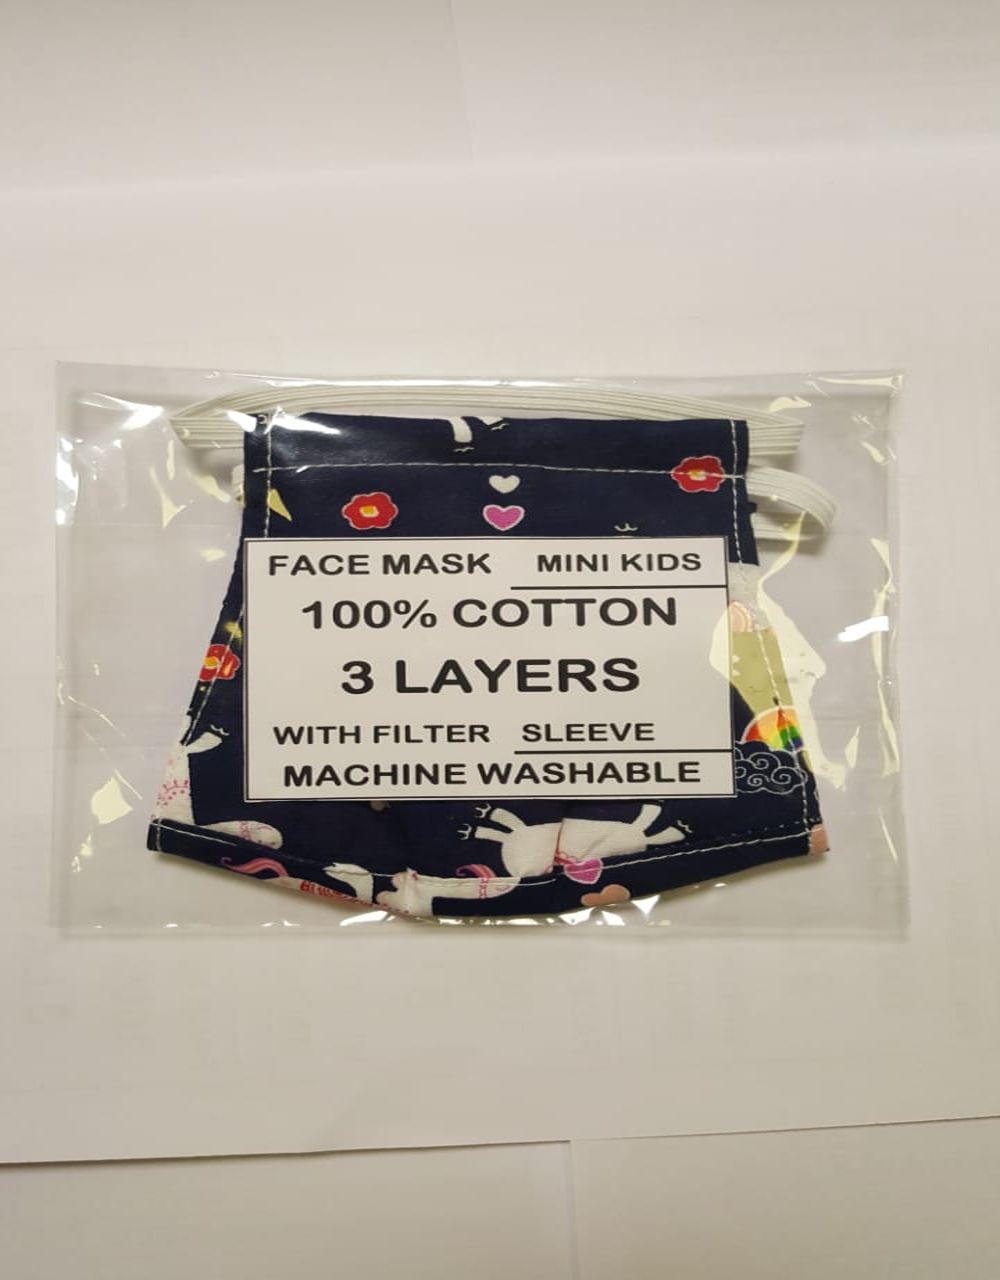 FACE MASK MINI KIDS
100% COTTON
3 LAYERS
WITH FILTER SLEEVE
MACHINE WASHABLE